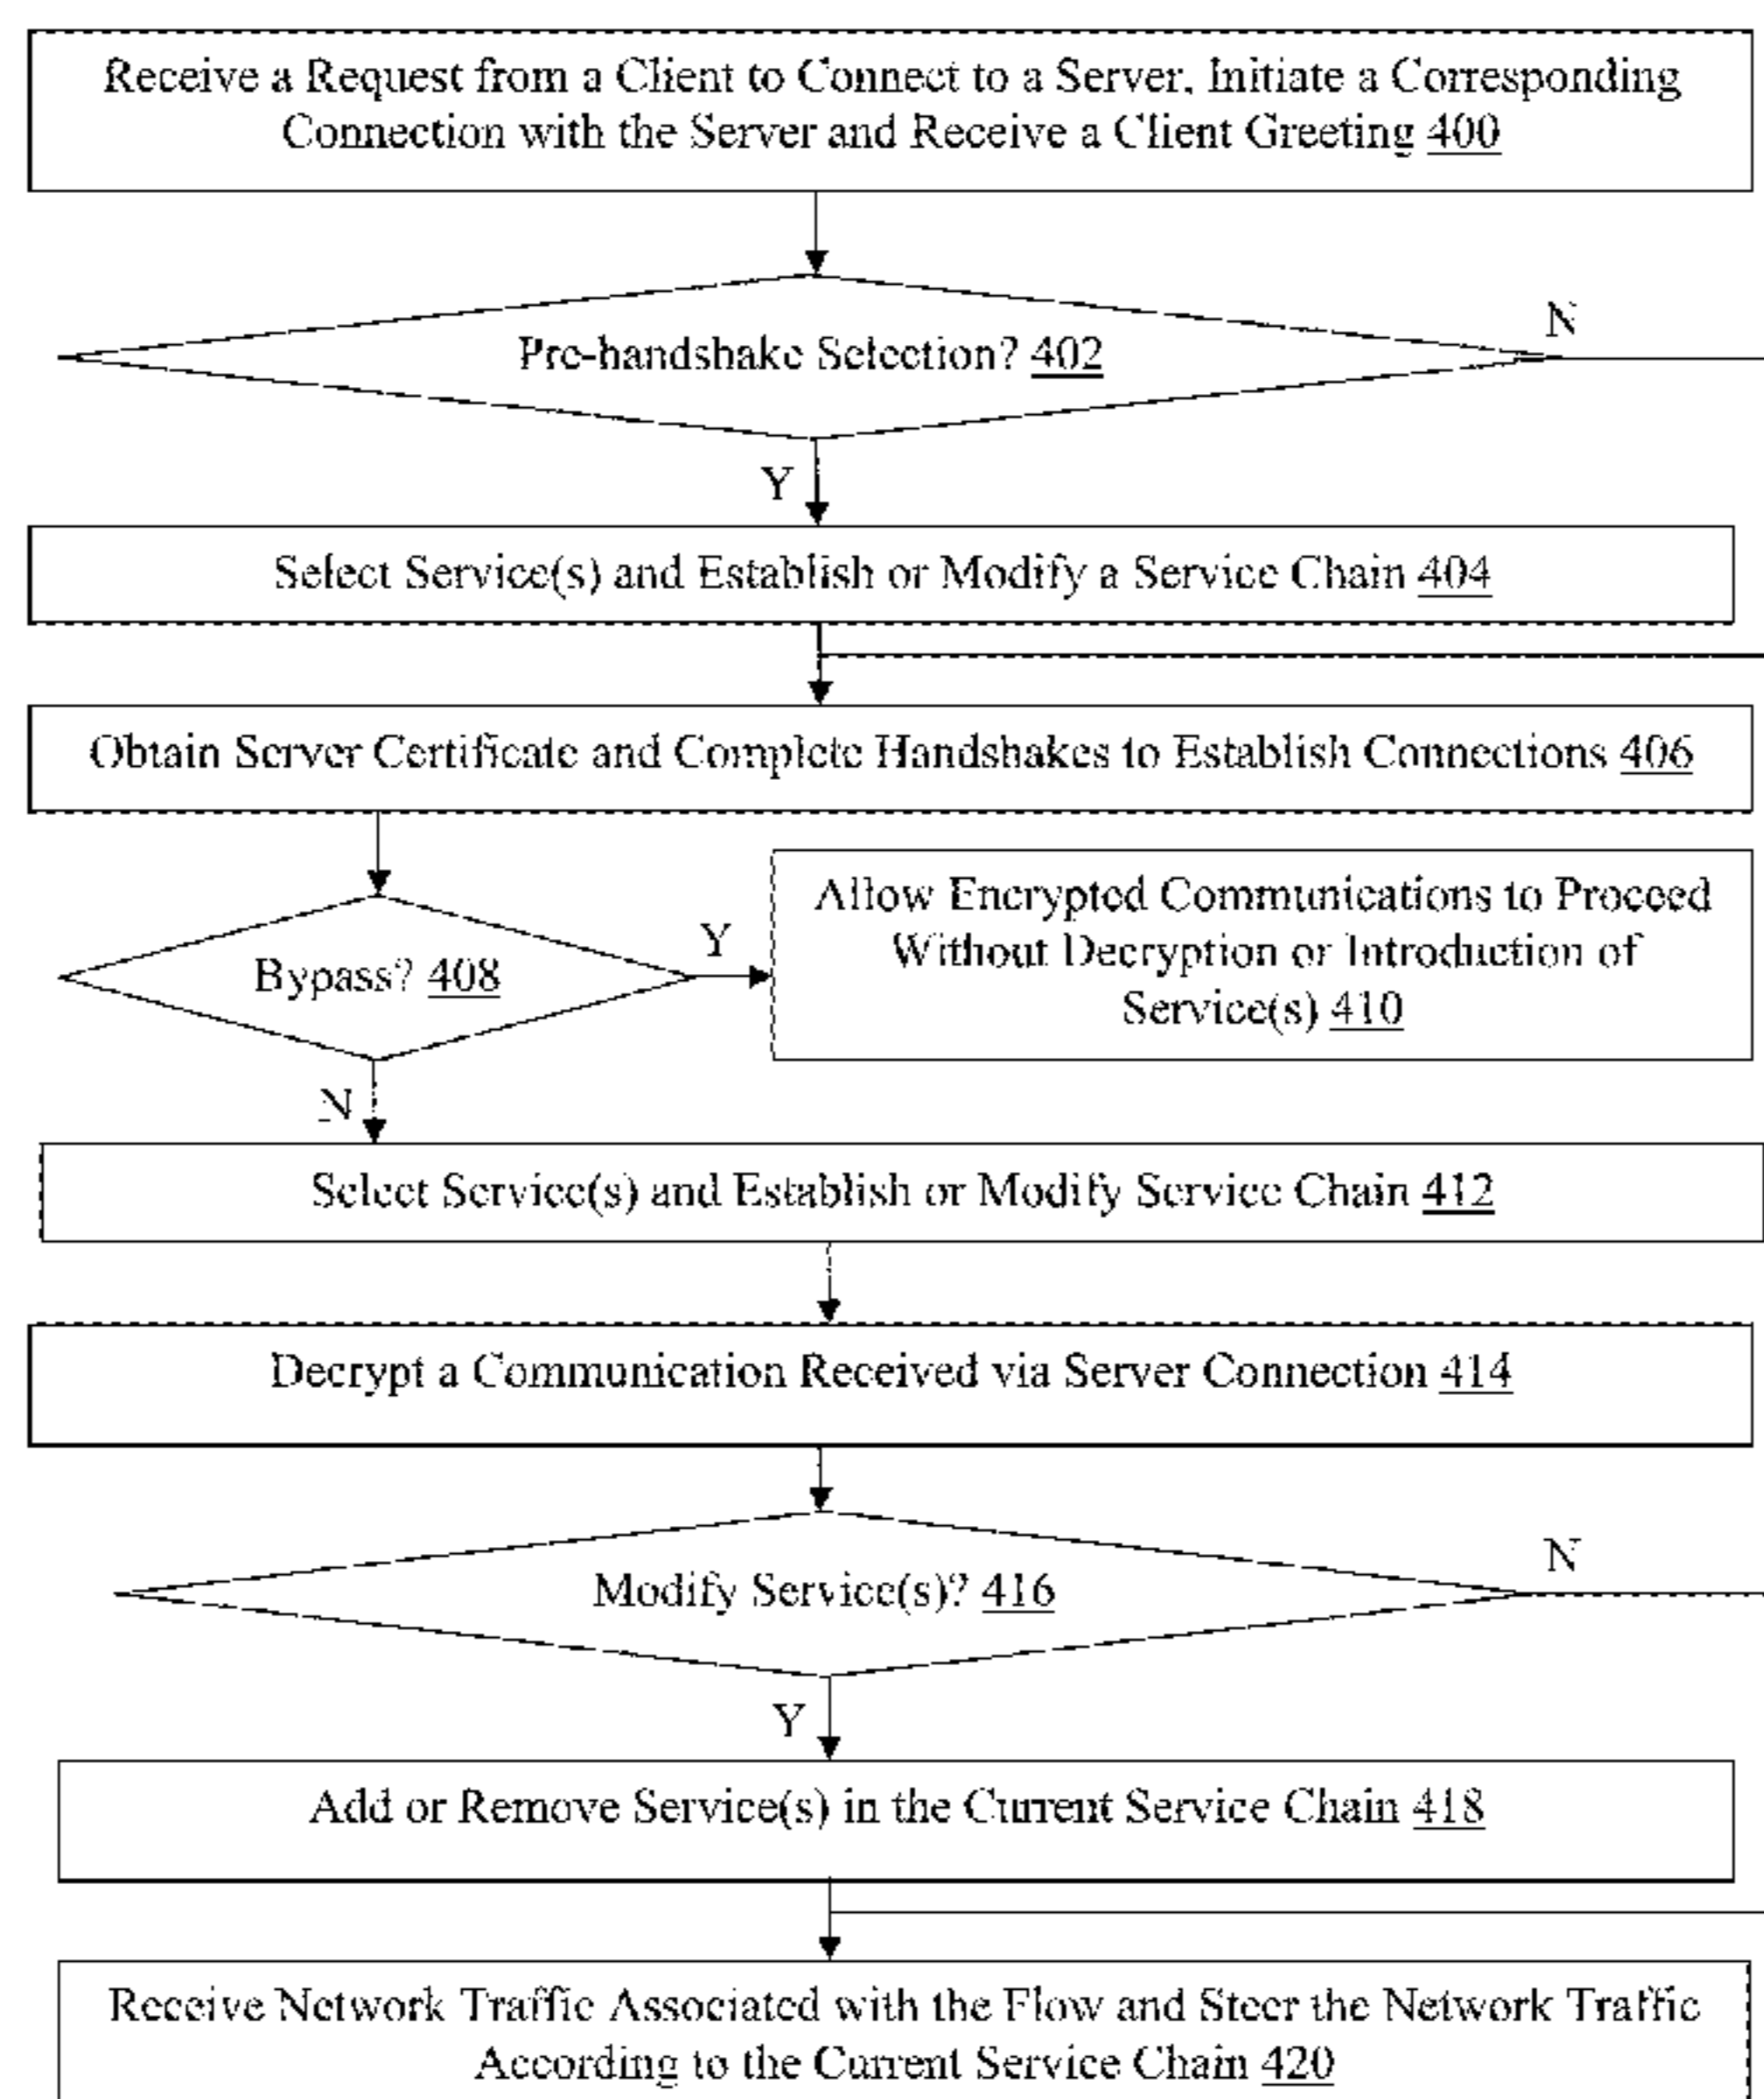 Receive a Request from a Client to Connect to a Server, Initiate a Corresponding
Connection with the Server and Receive a Client Greeting 400
N
Pre-handshake Selection? 402
Y
Select Service(s) and Establish or Modify a Service Chain 404
Obtain Server Certificate and Complete Handshakes to Establish Connections 406
Allow Encrypted Communications to Proceed
Without Decryption or Introduction of
Service(s) 410
Y
Bypass? 408
N
Select Service(s) and Establish or Modify Service Chain 412
Decrypt a Communication Received via Server Connection 414
N
Modify Service(s)? 416
Y
Add or Remove Service(s) in the Current Service Chain 418
Receive Network Traffic Associated with the Flow and Steer the Network Traffic
According to the Current Service Chain 420